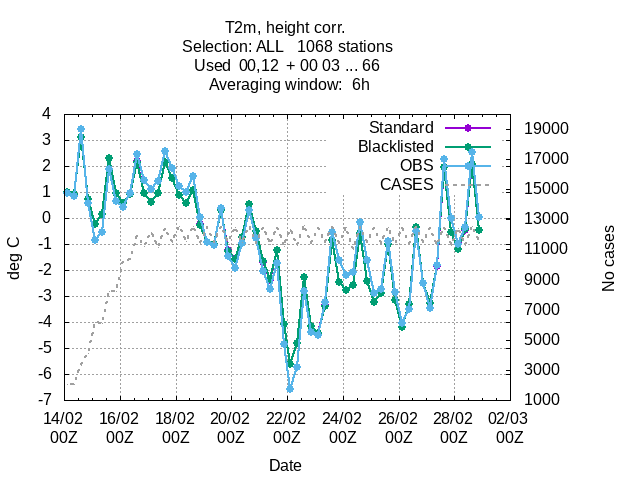 T2m, height corr.
Selection: ALL   1068 stations
Used  00,12  + 00 03 ... 66
Averaging window:  6h
Standard
Blacklisted
OBS
CASES
4
3
2
1
0
-1
-2
-3
-4
-5
-6
-7
deg C
19000
17000
15000
13000
11000
9000
7000
5000
3000
1000
No cases
14/02 16/02 18/02 20/02 22/02 24/02 26/02 28/02 02/03
00Z 00Z 00Z 00Z 00Z 00Z 00Z 00Z 00Z
Date